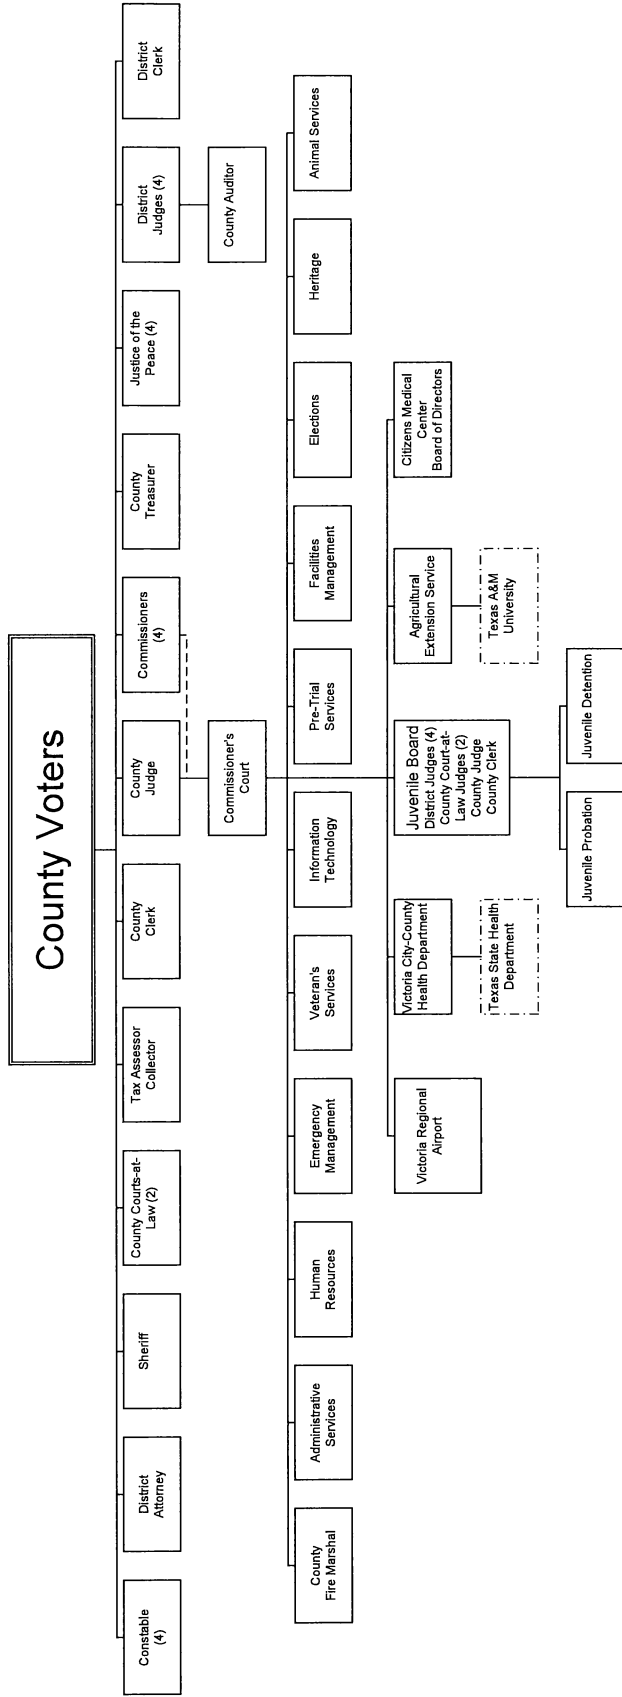 County Voters
Constable
(4)
District
Attorney
Sheriff
County Courts-at-
Law (2)
Tax Assessor
Collector
County
Clerk
County
Judge
Commissioners
(4)
County
Treasurer
Justice of the
Peace (4)
District
Judges (4)
District
Clerk
Commissioner's
Court
County Auditor
County
Fire Marshal
Administrative
Services
Human
Resources
Emergency
Management
Veteran's
Services
Information
Technology
Pre-Trial
Services
Facilities
Management
Elections
Heritage
Animal Services
Victoria Regional
Airport
Victoria City-County
Health Department
Juvenile Board
District Judges (4)
County Court-at-
Law Judges (2)
County Judge
County Clerk
Agricultural
Extension Service
Citizens Medical
Center
Board of Directors
Texas State Health
Department
Texas A&M
University
Juvenile Probation
Juvenile Detention